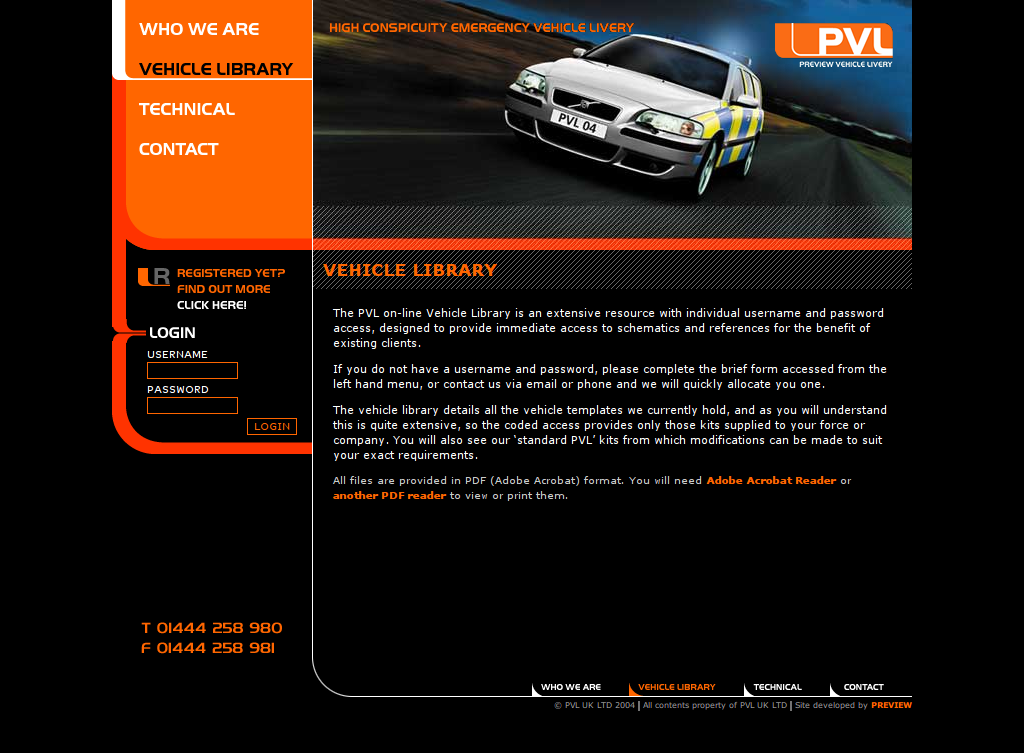 WHO WE ARE
VEHICLE LIBRARY
TECHNICAL
CONTACT
HIGH CONSPICUITY EMERGENCY VEHICLE LIVERY
PVL
PREVIEW VEHICLE LIVERY
PVL 04
R REGISTERED YET?
FIND OUT MORE
CLICK HERE!
LOGIN
USERNAME
PASSWORD
LOGIN
T 01444 258 980
F 01444 258 981
VEHICLE LIBRARY
The PVL on-line Vehicle Library is an extensive resource with individual username and password
access, designed to provide immediate access to schematics and references for the benefit of
existing clients.
If you do not have a username and password, please complete the brief form accessed from the
left hand menu, or contact us via email or phone and we will quickly allocate you one.
The vehicle library details all the vehicle templates we currently hold, and as you will understand
this is quite extensive, so the coded access provides only those kits supplied to your force or
company. You will also see our ‘standard PVL’ kits from which modifications can be made to suit
your exact requirements.
All files are provided in PDF (Adobe Acrobat) format. You will need Adobe Acrobat Reader or
another PDF reader to view or print them.
WHO WE ARE VEHICLE LIBRARY TECHNICAL CONTACT
© PVL UK LTD 2004 | All contents property of PVL UK LTD | Site developed by PREVIEW